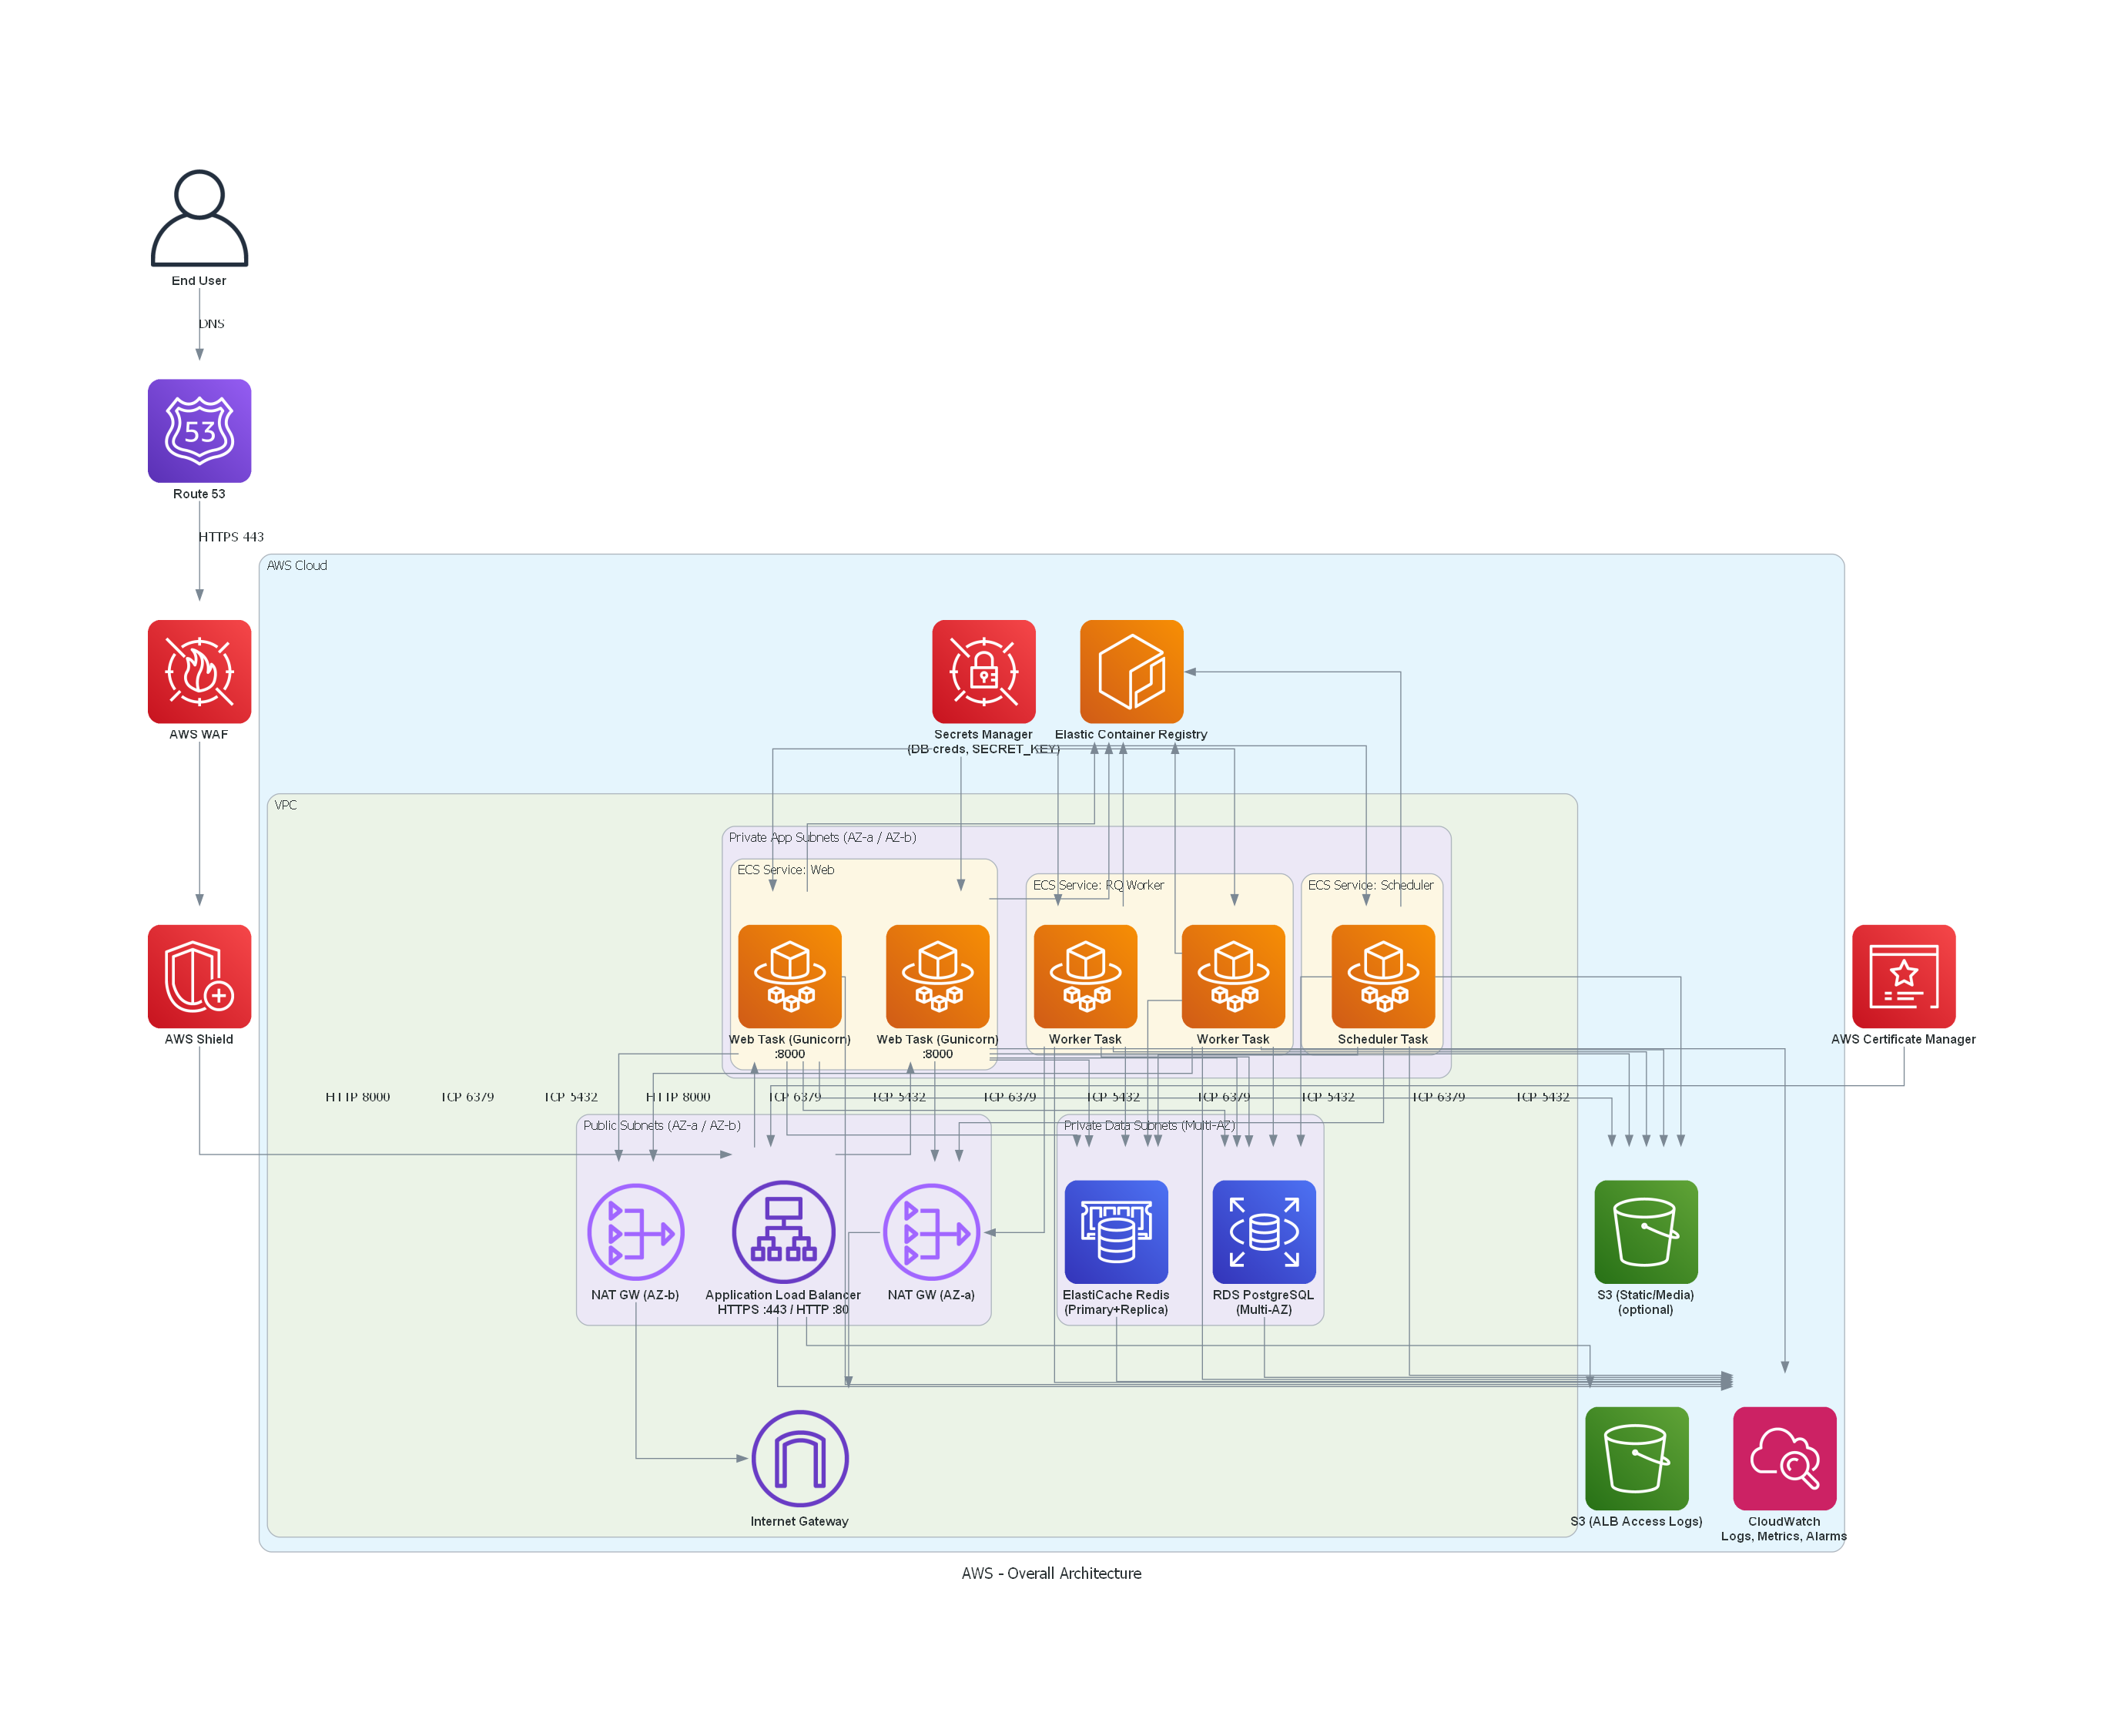 End User
DNS
53
Route 53
HTTPS 443
AWS Cloud
AWS WAF
Secrets Manager
(DB creds, SECRET_KEY)
Elastic Container Registry
VPC
Private App Subnets (AZ-a / AZ-b)
ECS Service: Web
ECS Service: RQ Worker
ECS Service: Scheduler
AWS Shield
Web Task (Gunicorn)
:8000
Web Task (Gunicorn)
:8000
Worker Task
Worker Task
Scheduler Task
AWS Certificate Manager
HTTP 8000
TCP 6379
TCP 5432
HTTP 8000
TCP 6379
TCP 5432
TCP 6379
TCP 5432
TCP 6379
TCP 5432
TCP 6379
TCP 5432
Public Subnets (AZ-a / AZ-b)
Private Data Subnets (Multi-AZ)
NAT GW (AZ-b)
Application Load Balancer
HTTPS :443 / HTTP :80
NAT GW (AZ-a)
ElastiCache Redis
(Primary+Replica)
RDS PostgreSQL
(Multi-AZ)
S3 (Static/Media)
(optional)
Internet Gateway
S3 (ALB Access Logs)
CloudWatch
Logs, Metrics, Alarms
AWS - Overall Architecture